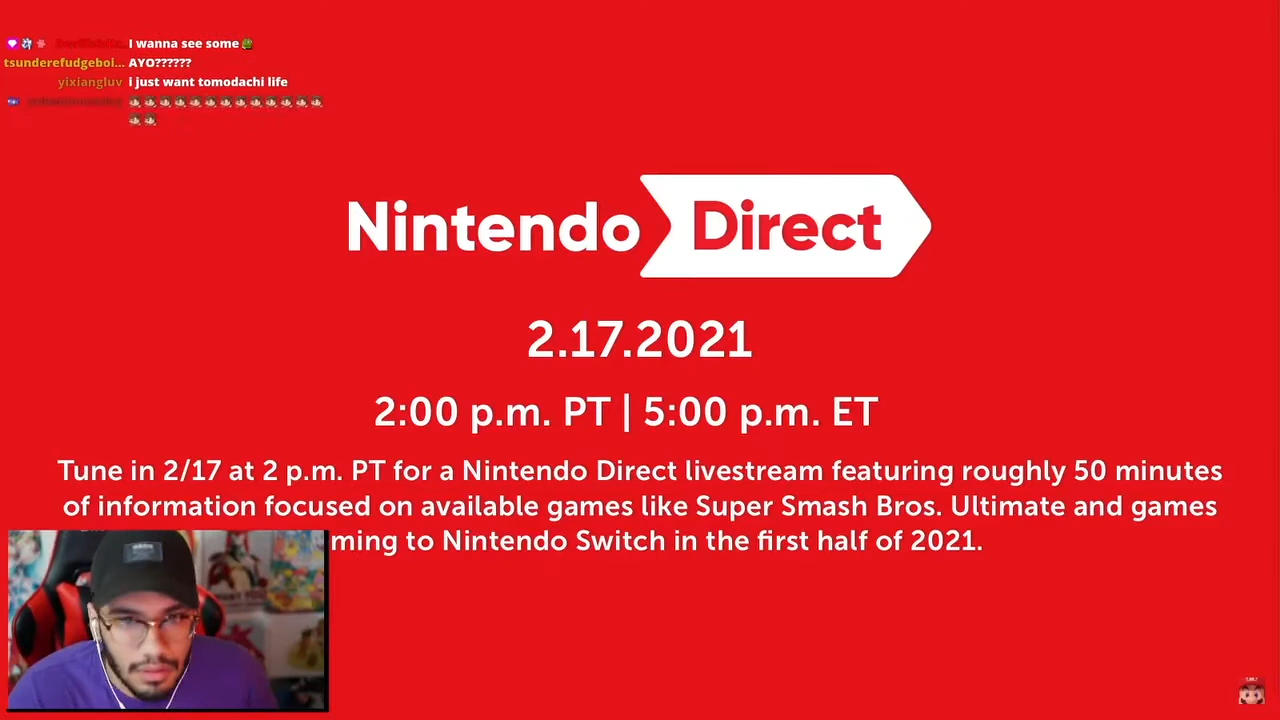 I wanna see some
tsunderefudgeboi... AYO??????
yixiangluv i just want tomodachi life
Nintendo Direct
2.17.2021
2:00 p.m. PT | 5:00 p.m. ET
Tune in 2/17 at 2 p.m. PT for a Nintendo Direct livestream featuring roughly 50 minutes
of information focused on available games like Super Smash Bros. Ultimate and games
ming to Nintendo Switch in the first half of 2021.